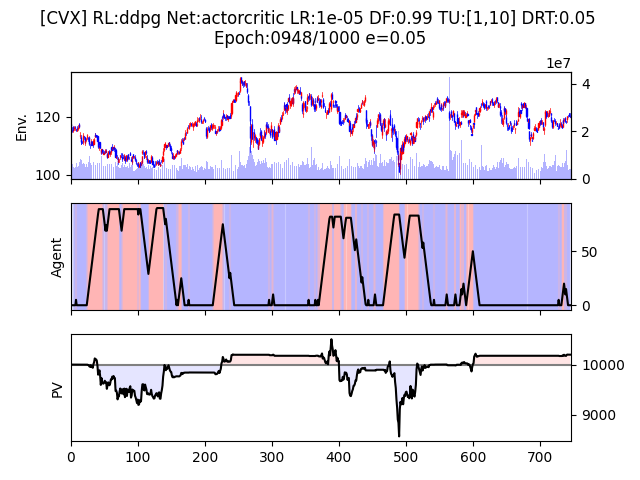 [CVX] RL:ddpg Net:actorcritic LR:1e-05 DF:0.99 TU:[1,10] DRT:0.05
Epoch:0948/1000 e=0.05
1e7
Env.
120
100
4
2
0
Agent
50
0
PV
10000
9000
0 100 200 300 400 500 600 700